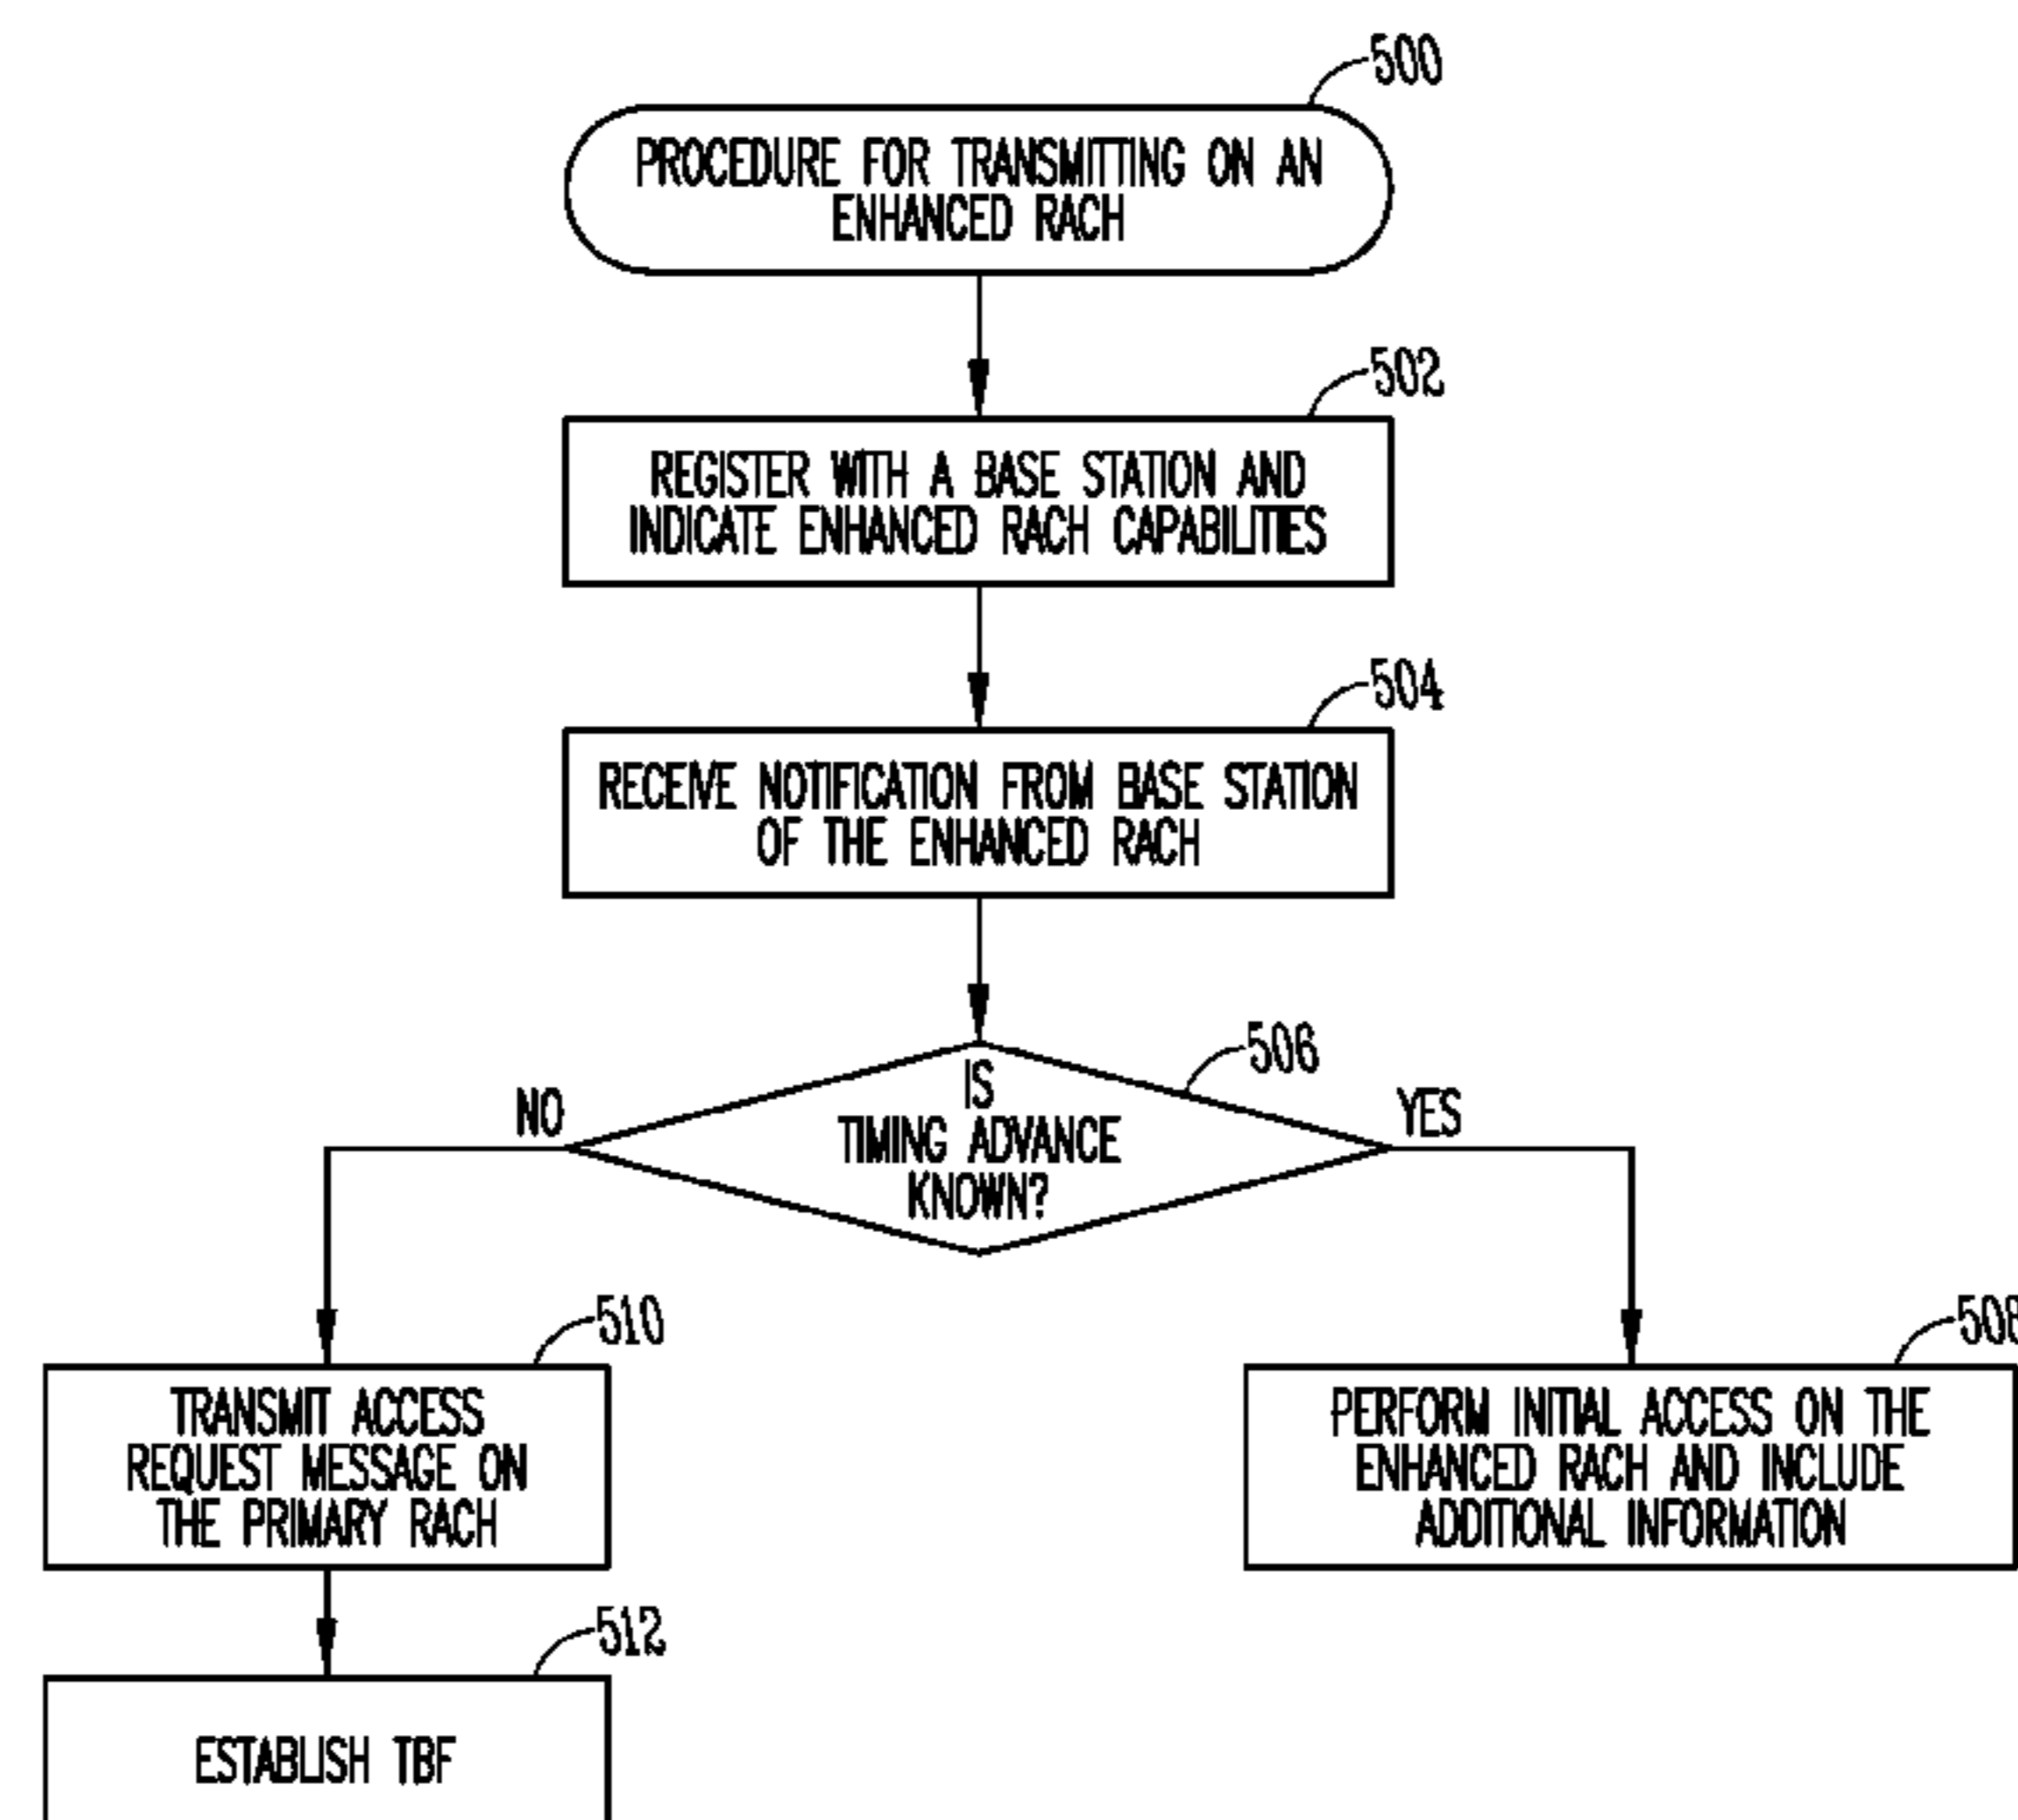 500
PROCEDURE FOR TRANSMITTING ON AN
ENHANCED RACH
502
REGISTER WITH A BASE STATION AND
INDICATE ENHANCED RACH CAPABILITIES
504
RECEIVE NOTIFICATION FROM BASE STATION
OF THE ENHANCED RACH
506
NO
IS
TIMING ADVANCE
KNOWN?
YES
510
TRANSMIT ACCESS
REQUEST MESSAGE ON
THE PRIMARY RACH
508
PERFORM INITIAL ACCESS ON THE
ENHANCED RACH AND INCLUDE
ADDITIONAL INFORMATION
512
ESTABLISH TBF